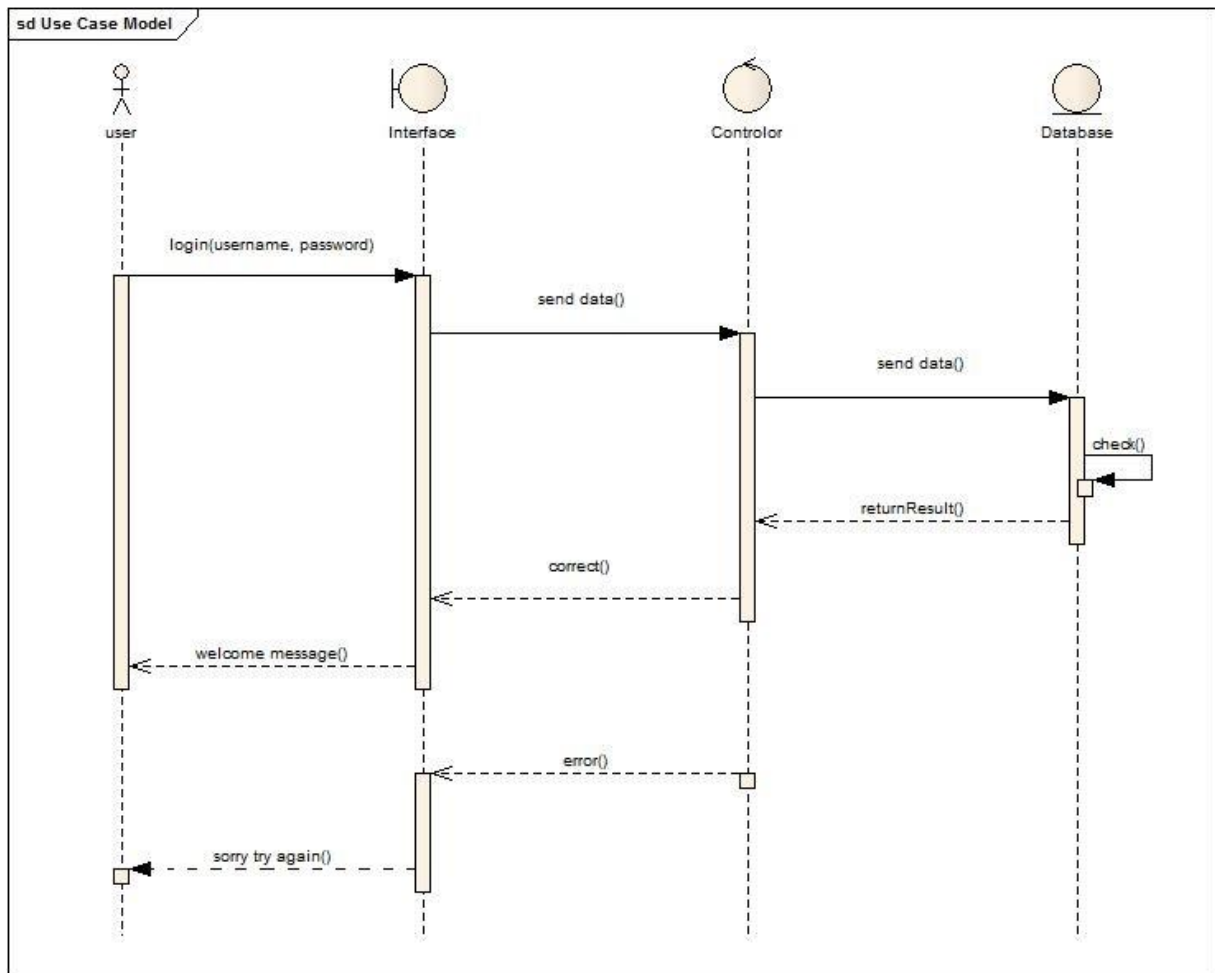 sd Use Case Model
user
Interface
Controlor
Database
login(username, password)
send data()
send data()
check()
returnResult()
correct()
welcome message()
error()
sorry try again()